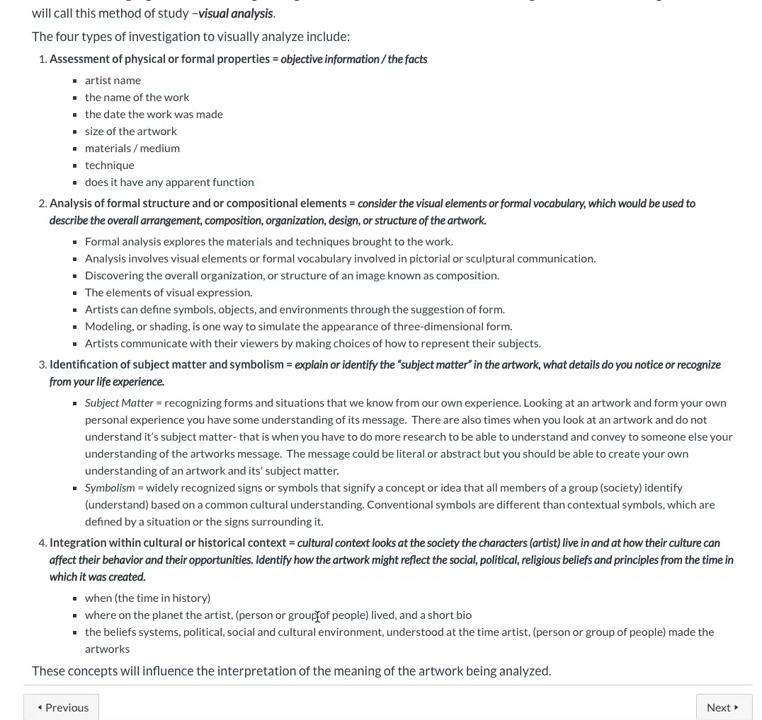 will call this method of study –visual analysis.
The four types of investigation to visually analyze include:
1. Assessment of physical or formal properties = objective information / the facts
artist name
the name of the work
the date the work was made
size of the artwork
materials / medium
technique
does it have any apparent function
2. Analysis of formal structure and or compositional elements = consider the visual elements or formal vocabulary, which would be used to
describe the overall arrangement, composition, organization, design, or structure of the artwork.
Formal analysis explores the materials and techniques brought to the work.
Analysis involves visual elements or formal vocabulary involved in pictorial or sculptural communication.
Discovering the overall organization, or structure of an image known as composition.
The elements of visual expression.
Artists can define symbols, objects, and environments through the suggestion of form.
Modeling, or shading, is one way to simulate the appearance of three-dimensional form.
Artists communicate with their viewers by making choices of how to represent their subjects.
3. Identification of subject matter and symbolism = explain or identify the “subject matter” in the artwork, what details do you notice or recognize
from your life experience.
Subject Matter = recognizing forms and situations that we know from our own experience. Looking at an artwork and form your own
personal experience you have some understanding of its message. There are also times when you look at an artwork and do not
understand it’s subject matter- that is when you have to do more research to be able to understand and convey to someone else your
understanding of the artworks message. The message could be literal or abstract but you should be able to create your own
understanding of an artwork and its' subject matter.
Symbolism = widely recognized signs or symbols that signify a concept or idea that all members of a group (society) identify
(understand) based on a common cultural understanding. Conventional symbols are different than contextual symbols, which are
defined by a situation or the signs surrounding it.
4. Integration within cultural or historical context = cultural context looks at the society the characters (artist) live in and at how their culture can
affect their behavior and their opportunities. Identify how the artwork might reflect the social, political, religious beliefs and principles from the time in
which it was created.
when (the time in history)
where on the planet the artist, (person or group of people) lived, and a short bio
the beliefs systems, political, social and cultural environment, understood at the time artist, (person or group of people) made the
artworks
These concepts will influence the interpretation of the meaning of the artwork being analyzed.
Previous
Next